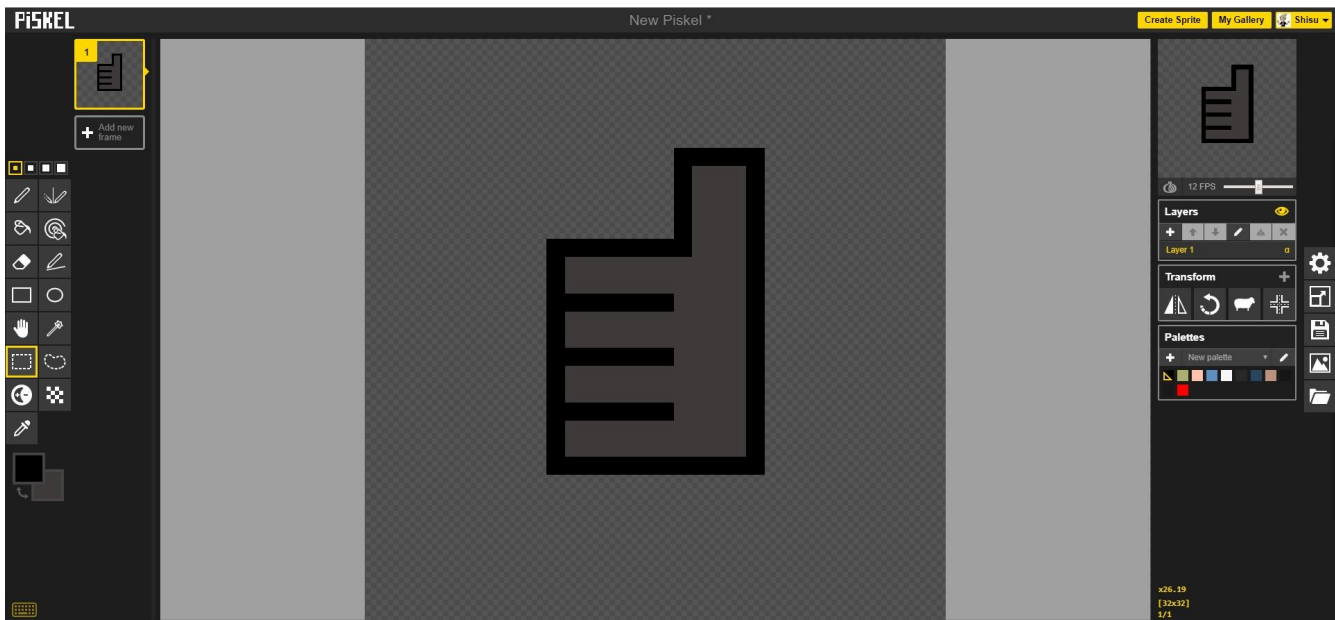 PiSKEL
New Piskel *
Create Sprite
My Gallery
Shisu
1
Add new
frame
12 FPS
Layers
Layer 1
α
Transform
Palettes
New palette
x26.19
[32x32]
1/1